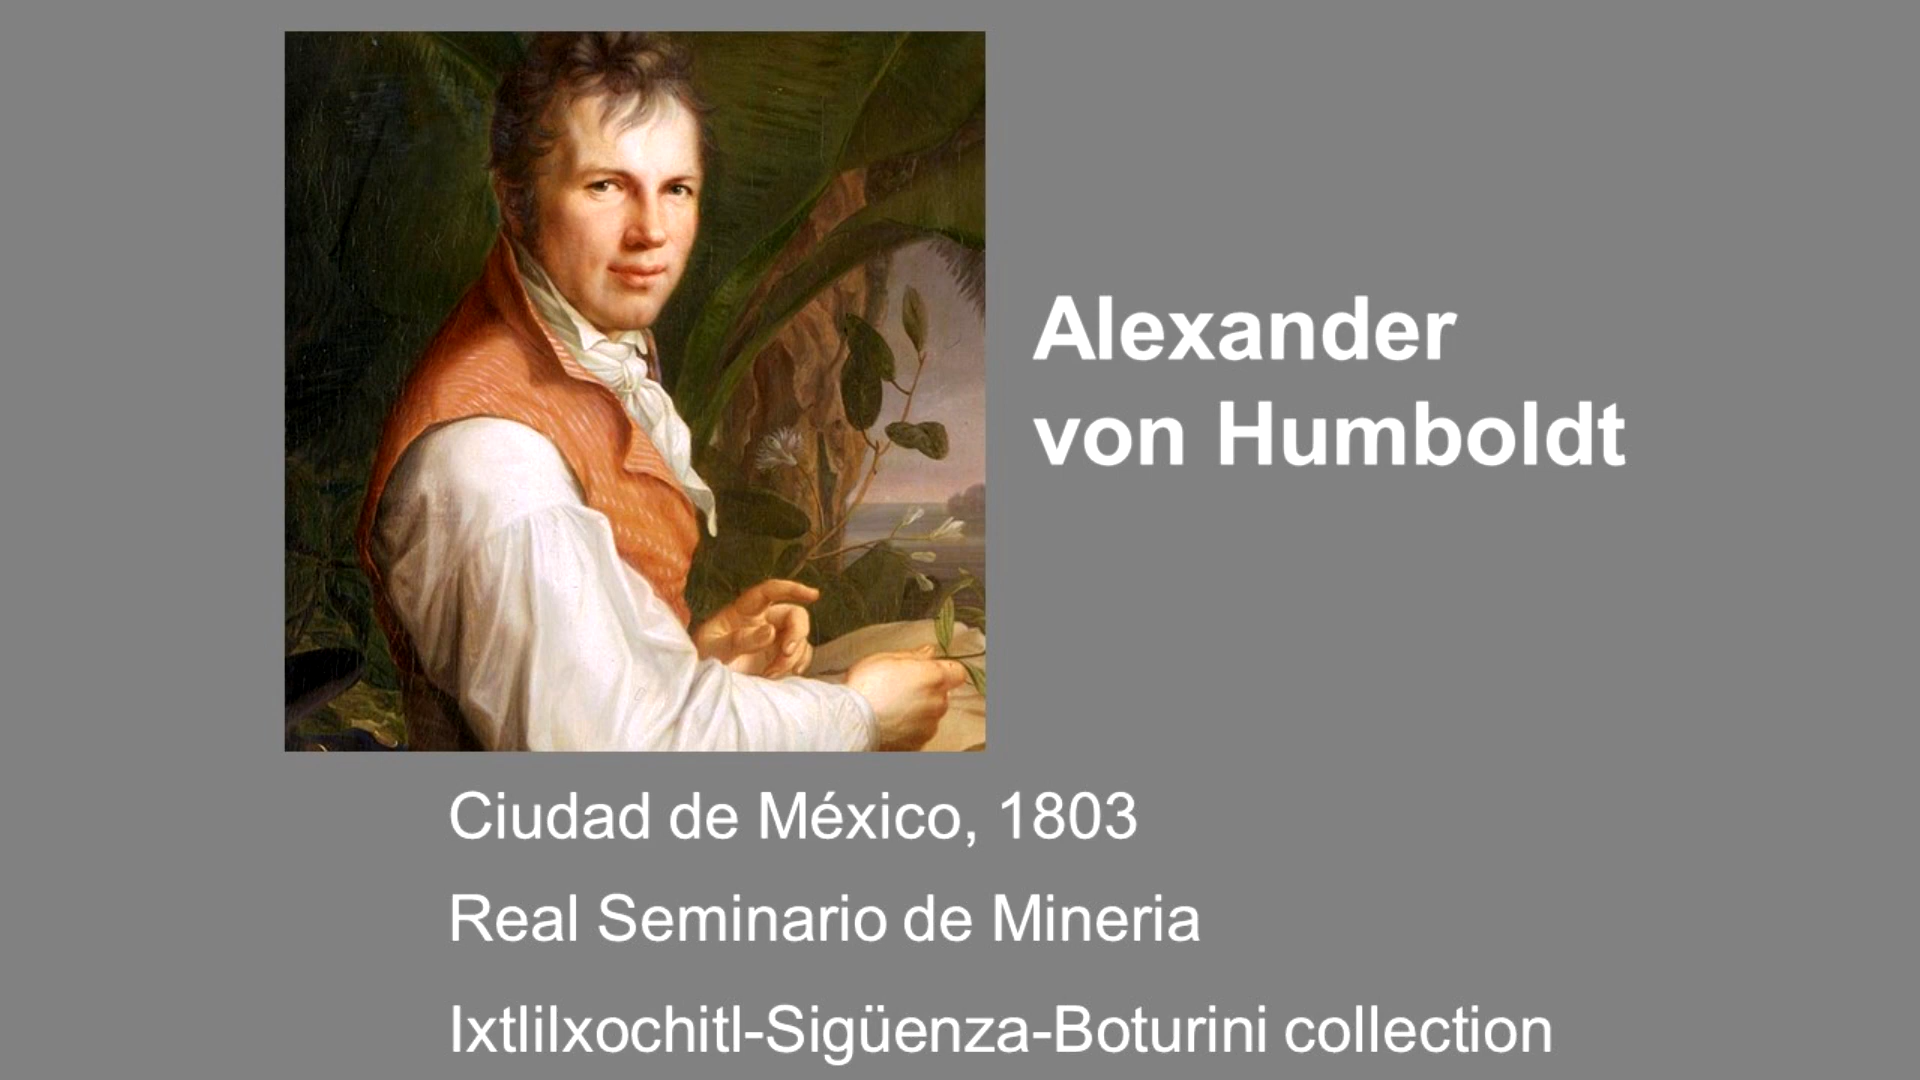 Alexander
von Humboldt
Ciudad de México, 1803
Real Seminario de Mineria
Ixtlilxochitl-Sigüenza-Boturini collection